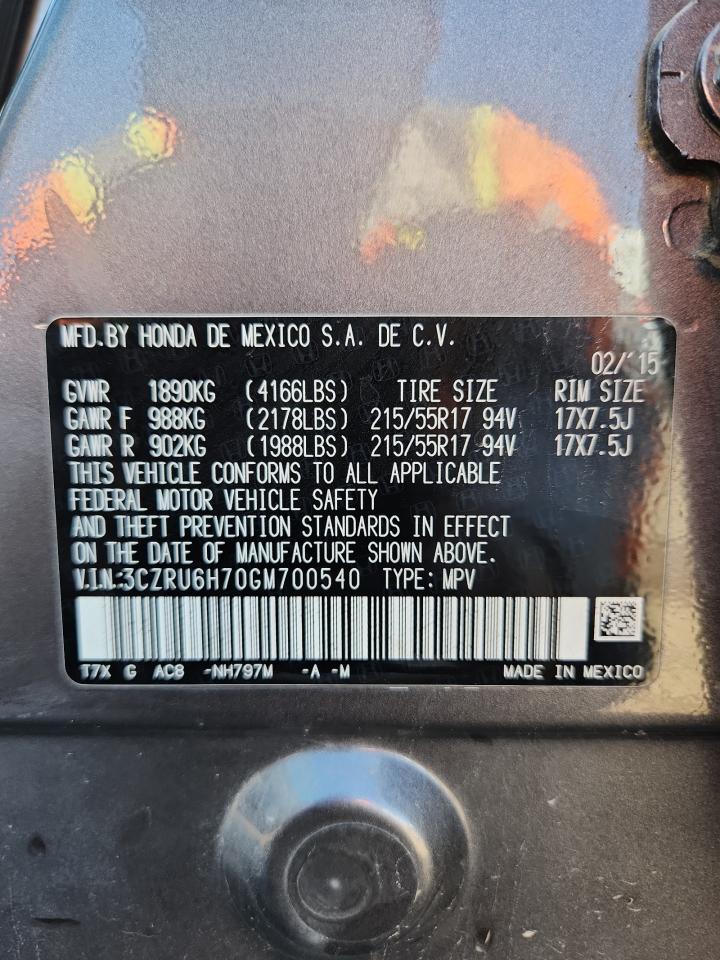 MFD.BY HONDA DE MEXICO S.A. DE C.V.
02/'15
GVWR 1890KG (4166LBS) TIRE SIZE RIM SIZE
GAWR F 988KG (2178LBS) 215/55R17 94V 17X7.5J
GAWR R 902KG (1988LBS) 215/55R17 94V 17X7.5J
THIS VEHICLE CONFORMS TO ALL APPLICABLE
FEDERAL MOTOR VEHICLE SAFETY
AND THEFT PREVENTION STANDARDS IN EFFECT
ON THE DATE OF MANUFACTURE SHOWN ABOVE.
V.I.N.:3CZRU6H70GM700540 TYPE: MPV
T7X G AC8 -NH797M -A -M MADE IN MEXICO